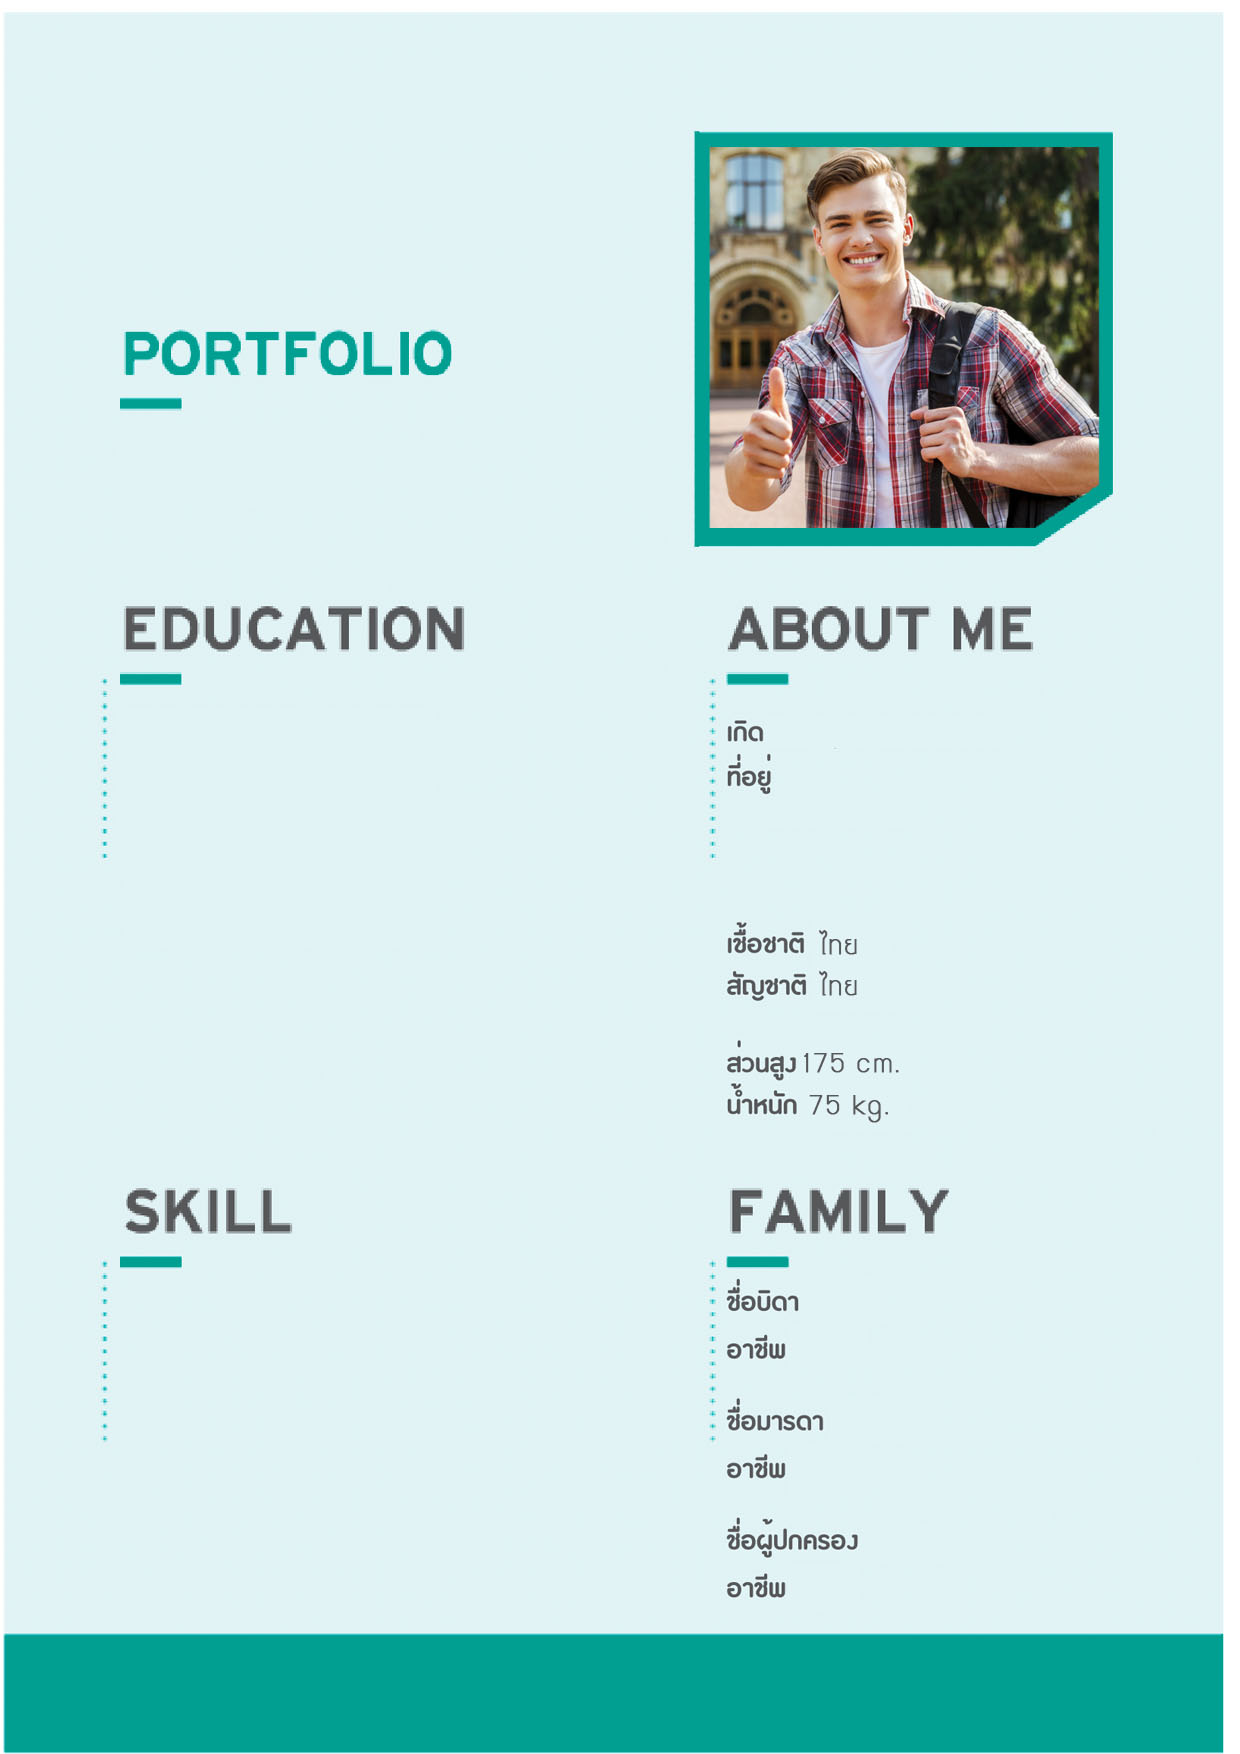 PORTFOLIO
EDUCATION
ABOUT ME
เกิด
ที่อยู่
เชื้อชาติ ไทย
สัญชาติ ไทย
ส่วนสูง 175 cm.
น้ำหนัก 75 kg.
SKILL
FAMILY
ชื่อบิดา
อาชีพ
ชื่อมารดา
อาชีพ
ชื่อผู้ปกครอง
อาชีพ